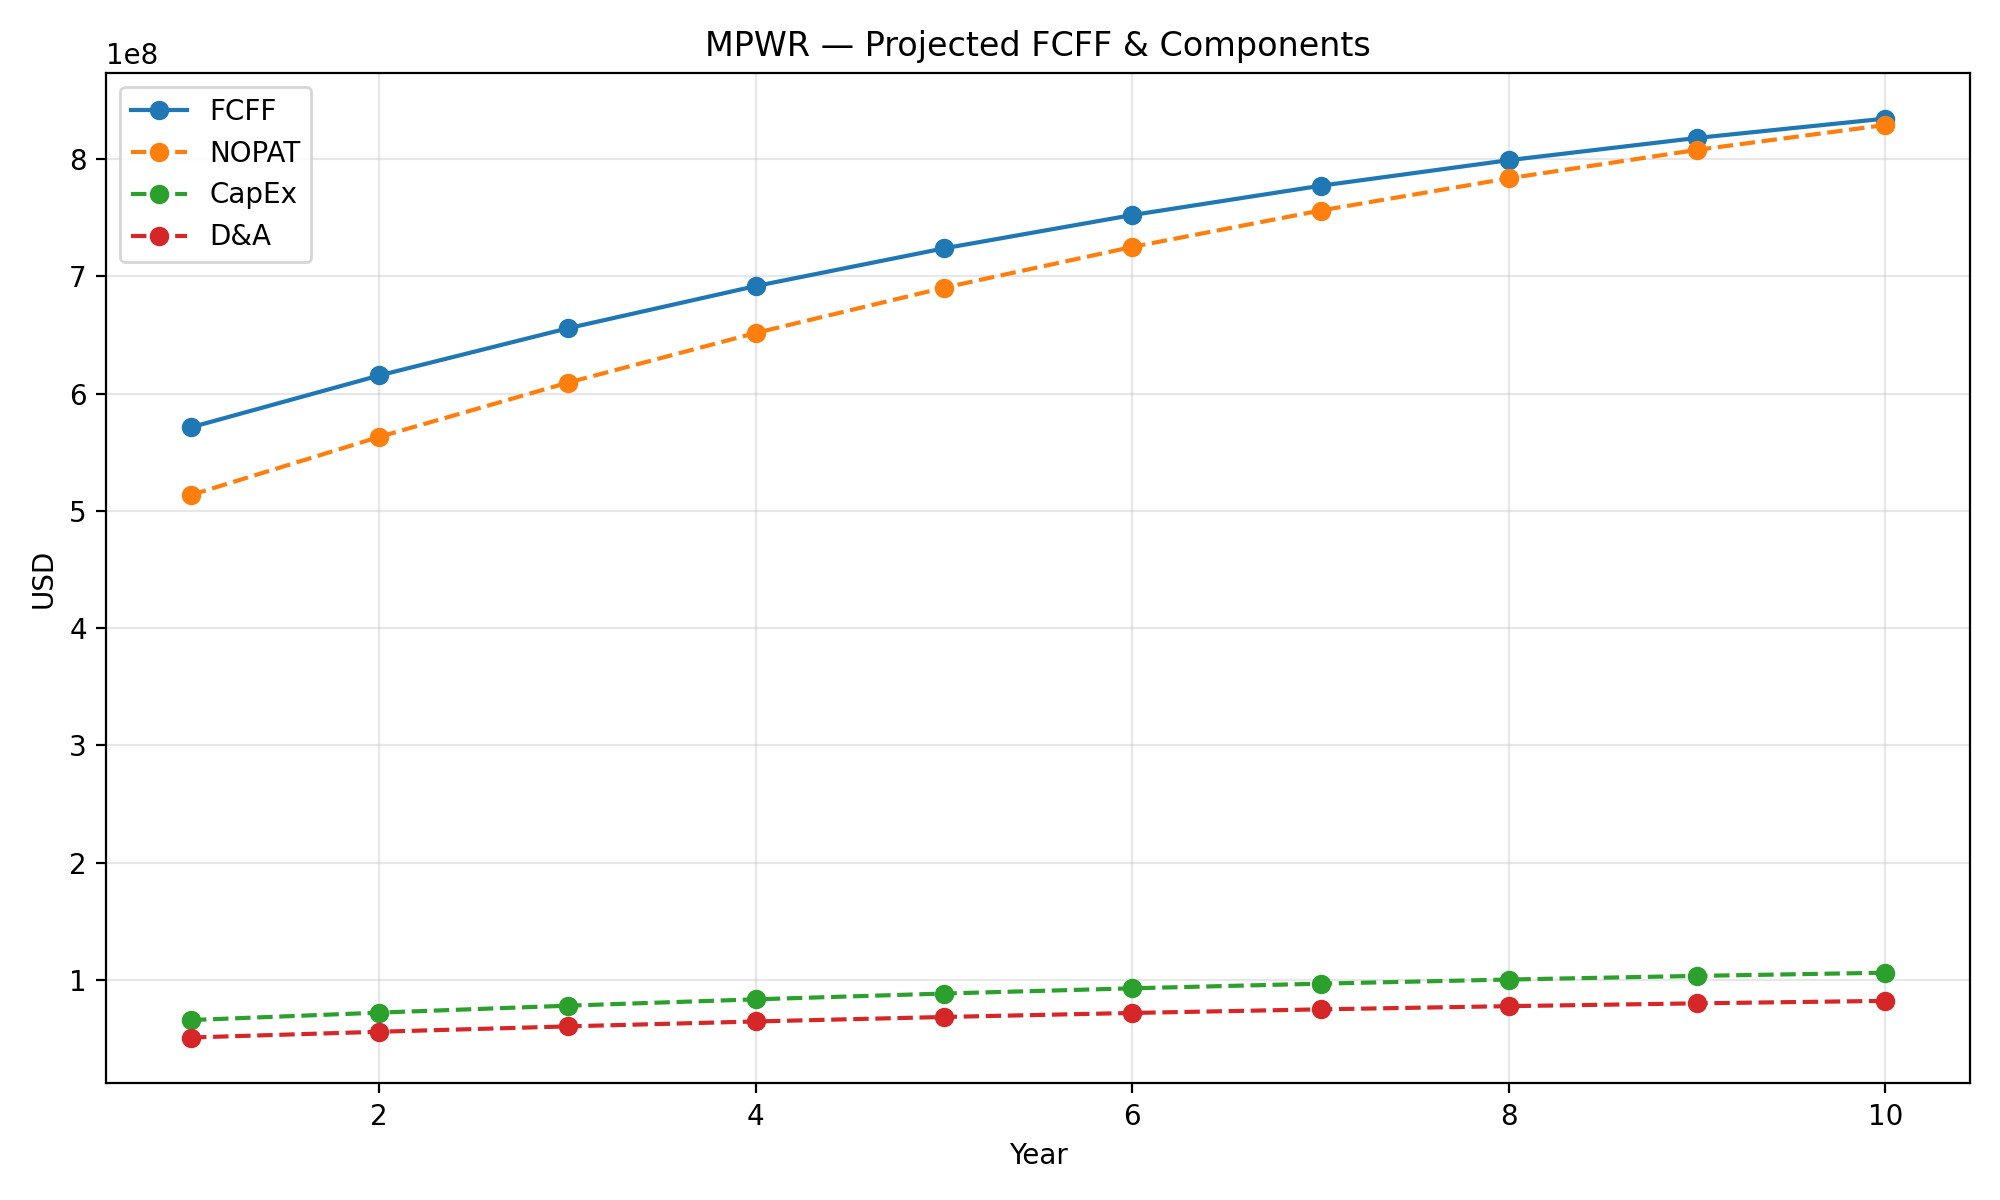 MPWR — Projected FCFF & Components
1e8
FCFF
NOPAT
CapEx
D&A
8
7
6
5
4
3
2
1
USD
2
4
6
8
10
Year